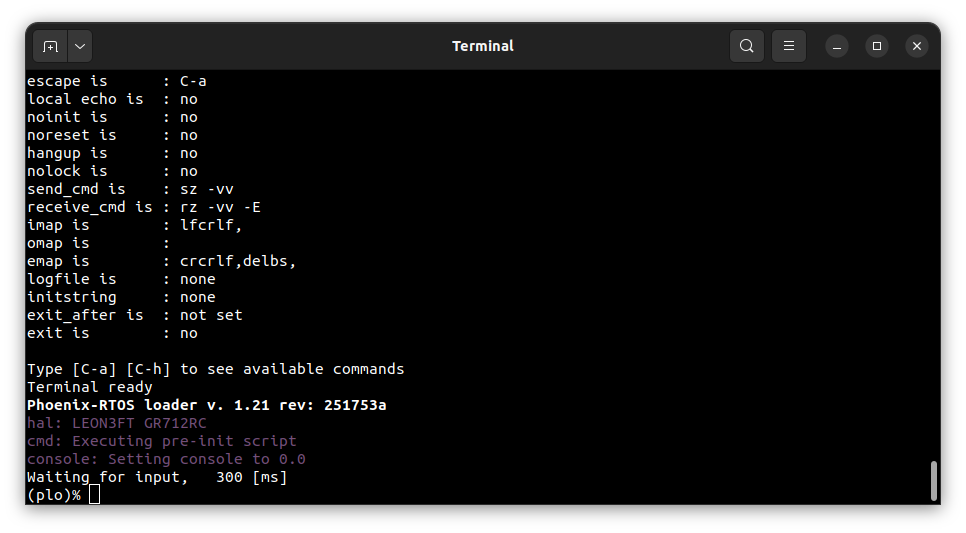 Terminal
escape is      : C-a
local echo is  : no
noinit is      : no
noreset is     : no
hangup is      : no
nolock is      : no
send_cmd is    : sz -vv
receive_cmd is : rz -vv -E
imap is        : lfcrlf,
omap is        :
emap is        : crcrlf,delbs,
logfile is     : none
initstring     : none
exit_after is  : not set
exit is        : no
Type [C-a] [C-h] to see available commands
Terminal ready
Phoenix-RTOS loader v. 1.21 rev: 251753a
hal: LEON3FT GR712RC
cmd: Executing pre-init script
console: Setting console to 0.0
Waiting for input,   300 [ms]
(plo)%